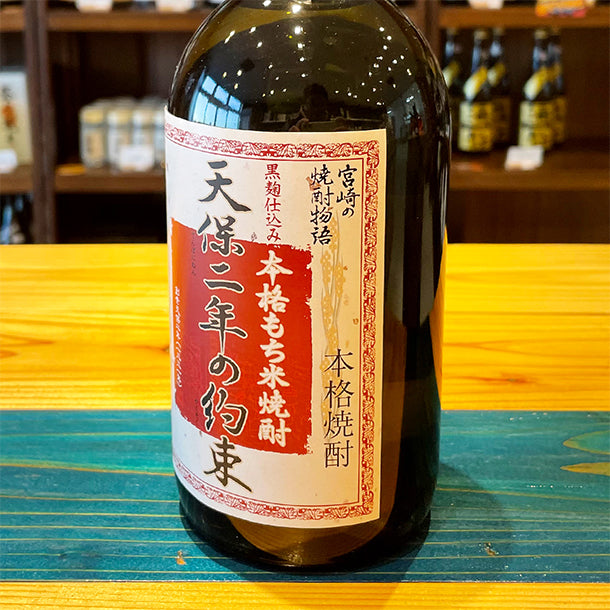 宮崎の
焼酎物語
本格焼酎
黒麹仕込み
本格もち米焼酎
天保二年の約束